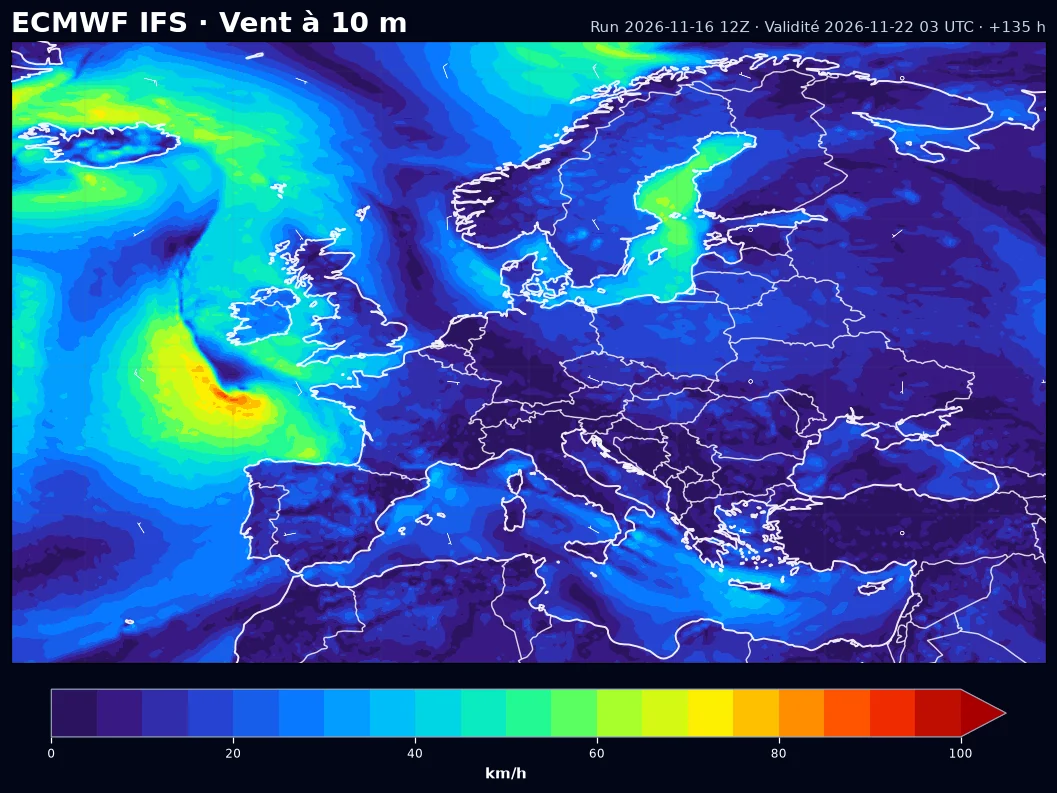 ECMWF IFS · Vent à 10 m
Run 2026-11-16 12Z · Validité 2026-11-22 03 UTC · +135 h
0 20 40 60 80 100
km/h